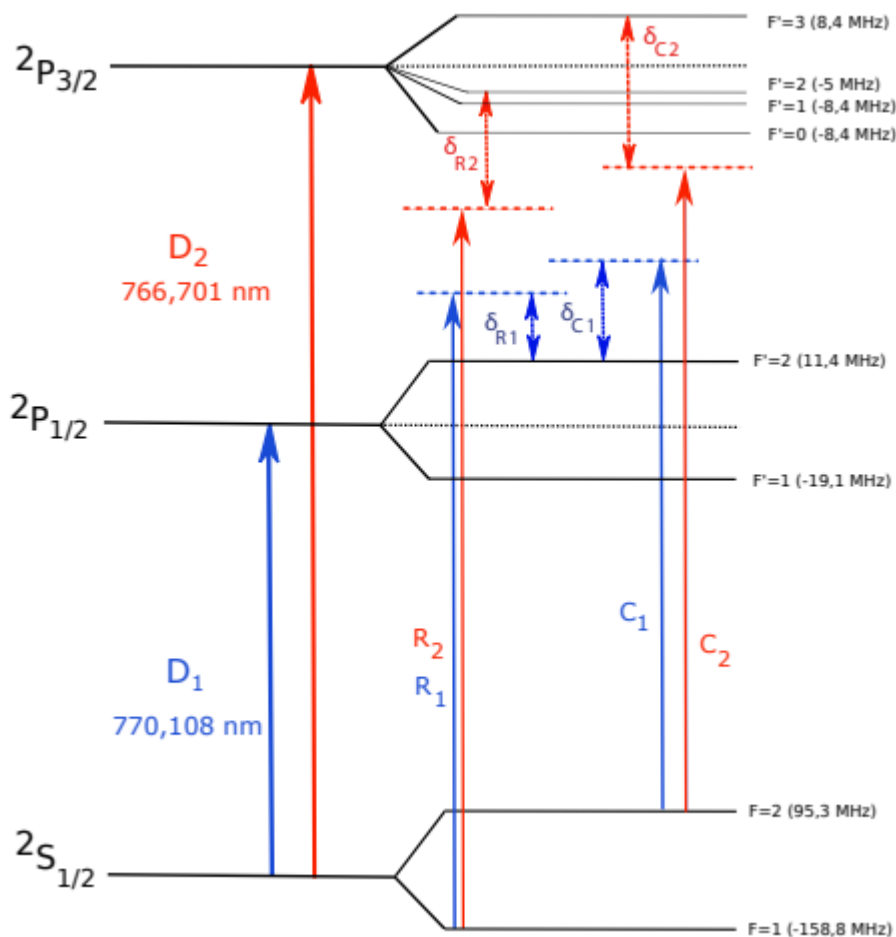 F'=3 (8,4 MHz)
δC2
²P3/2
F'=2 (-5 MHz)
F'=1 (-8,4 MHz)
F'=0 (-8,4 MHz)
δR2
D2
766,701 nm
δR1
δC1
F'=2 (11,4 MHz)
²P1/2
F'=1 (-19,1 MHz)
R2
R1
C1
C2
D1
770,108 nm
F=2 (95,3 MHz)
²S1/2
F=1 (-158,8 MHz)